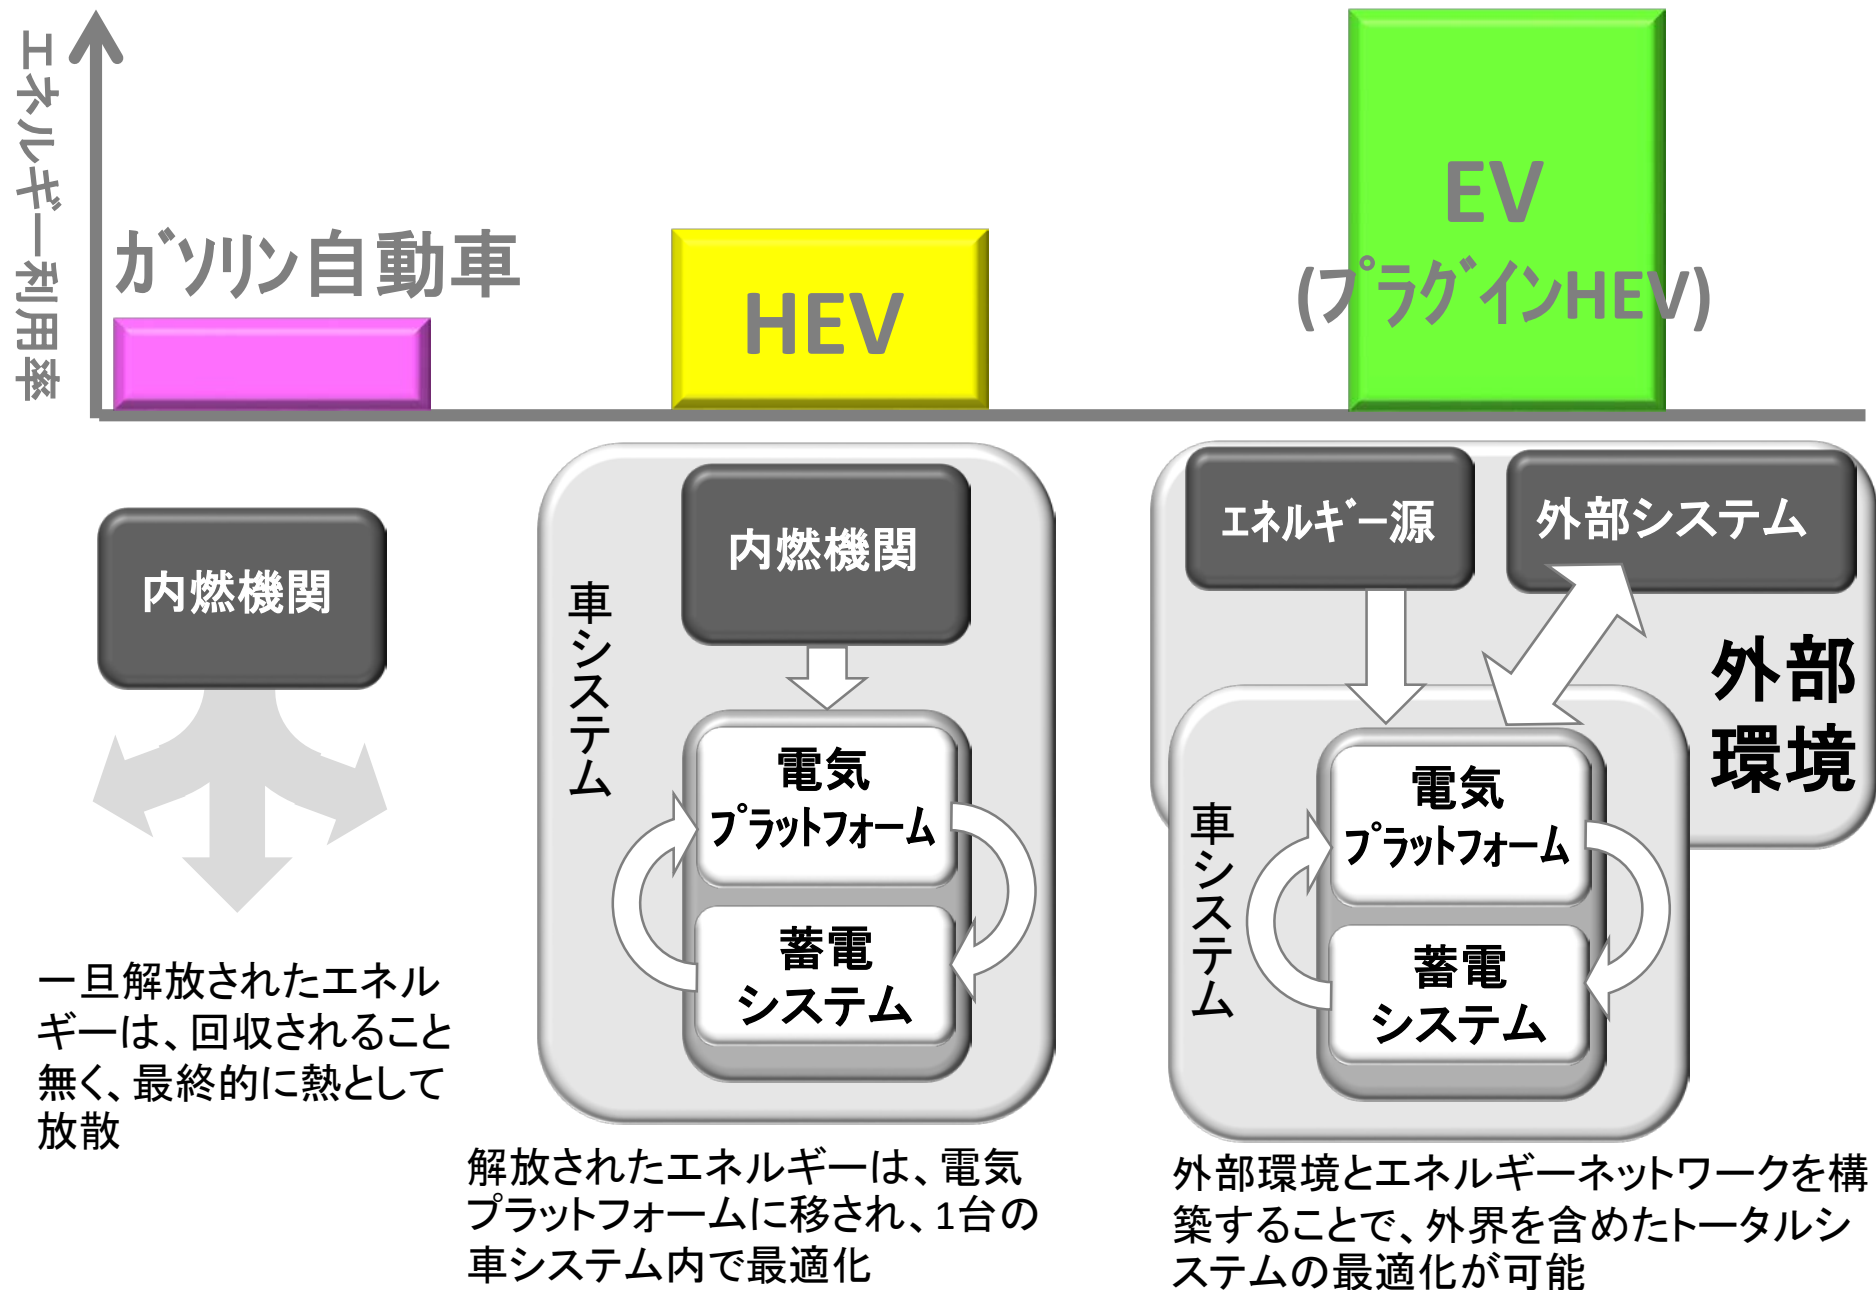 エネルギー利用率
ｶﾞｿﾘﾝ自動車
HEV
EV
(ﾌﾟﾗｸﾞｲﾝHEV)
内燃機関
一旦解放されたエネル
ギーは、回収されること
無く、最終的に熱として
放散
車システム
内燃機関
電気
ﾌﾟﾗｯﾄﾌｫｰﾑ
蓄電
システム
解放されたエネルギーは、電気
プラットフォームに移され、1台の
車システム内で最適化
ｴﾈﾙｷﾞｰ源
外部システム
外部
環境
車システム
電気
ﾌﾟﾗｯﾄﾌｫｰﾑ
蓄電
システム
外部環境とエネルギーネットワークを構
築することで、外界を含めたトータルシ
ステムの最適化が可能